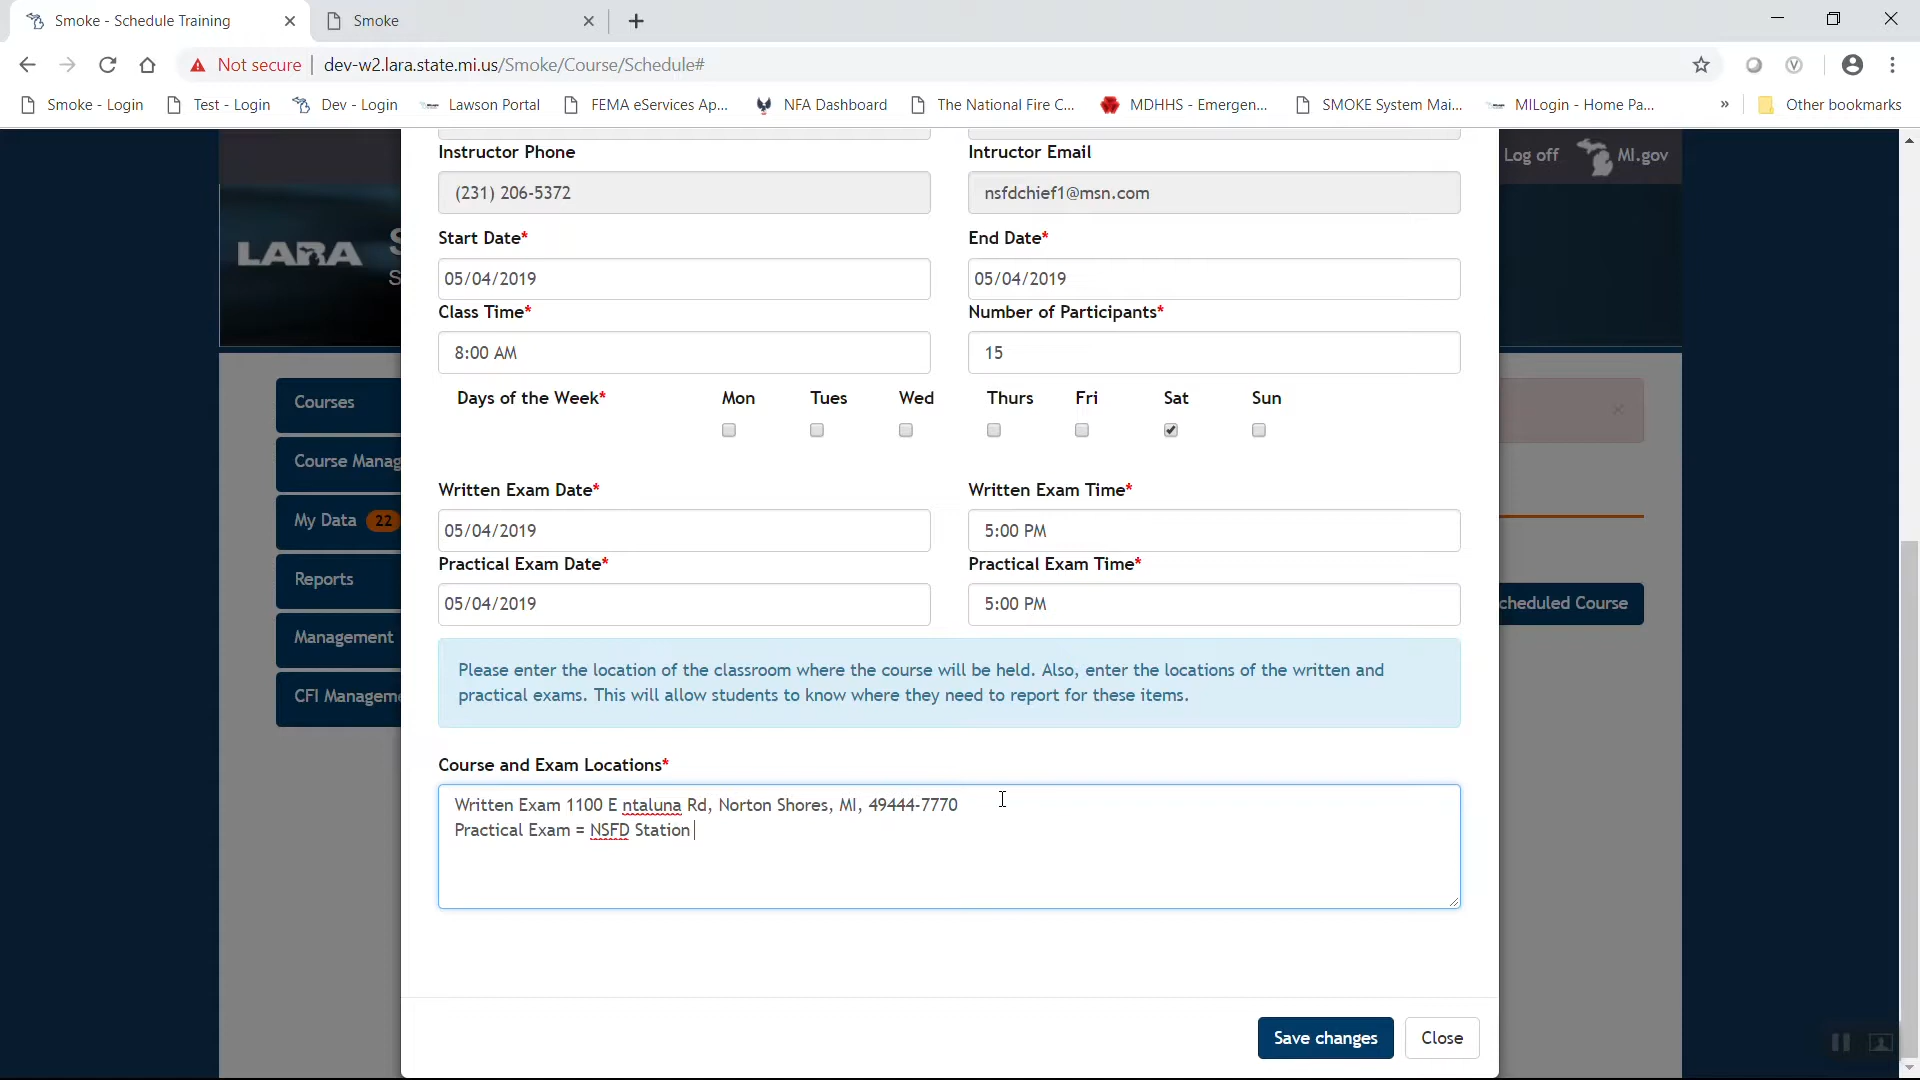 Smoke - Schedule Training
Smoke
Not secure
dev-w2.lara.state.mi.us/Smoke/Course/Schedule#
Smoke - Login
Test - Login
Dev - Login
Lawson Portal
FEMA eServices Ap...
NFA Dashboard
The National Fire C...
MDHHS - Emergen...
SMOKE System Mai...
MILogin - Home Pa...
»
Other bookmarks
Log off
MI.gov
LARA
S
S
Courses
Course Manag
My Data 22
Reports
Management
CFI Manageme
cheduled Course
Instructor Phone
Intructor Email
(231) 206-5372
nsfdchief1@msn.com
Start Date*
End Date*
05/04/2019
05/04/2019
Class Time*
Number of Participants*
8:00 AM
15
Days of the Week* Mon Tues Wed Thurs Fri Sat Sun
Written Exam Date*
Written Exam Time*
05/04/2019
5:00 PM
Practical Exam Date*
Practical Exam Time*
05/04/2019
5:00 PM
Please enter the location of the classroom where the course will be held. Also, enter the locations of the written and
practical exams. This will allow students to know where they need to report for these items.
Course and Exam Locations*
Written Exam 1100 E ntaluna Rd, Norton Shores, MI, 49444-7770
Practical Exam = NSFD Station
Save changes
Close